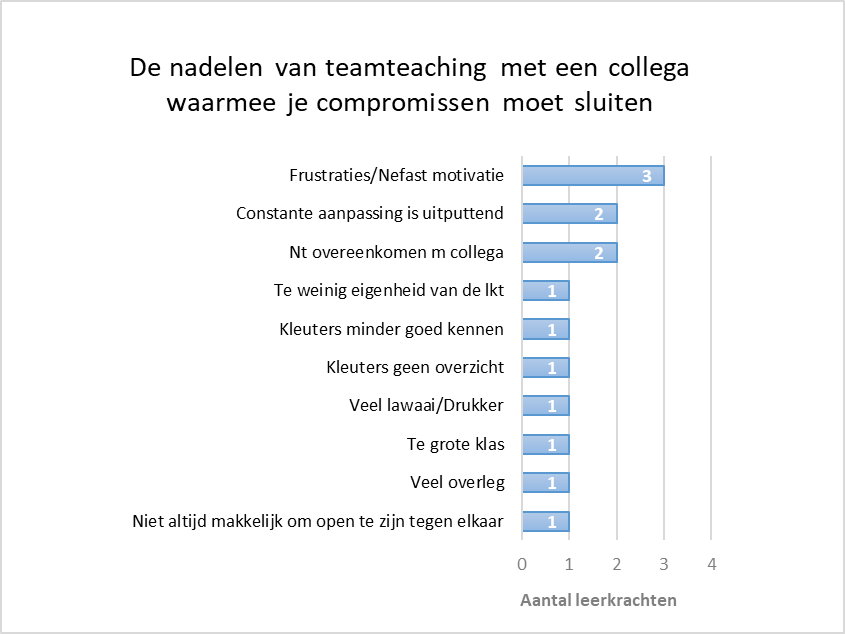 De nadelen van teamteaching met een collega
waarmee je compromissen moet sluiten
Frustraties/Nefast motivatie 3
Constante aanpassing is uitputtend 2
Nt overeenkomen m collega 2
Te weinig eigenheid van de lkt 1
Kleuters minder goed kennen 1
Kleuters geen overzicht 1
Veel lawaai/Drukker 1
Te grote klas 1
Veel overleg 1
Niet altijd makkelijk om open te zijn tegen elkaar 1
0 1 2 3 4
Aantal leerkrachten